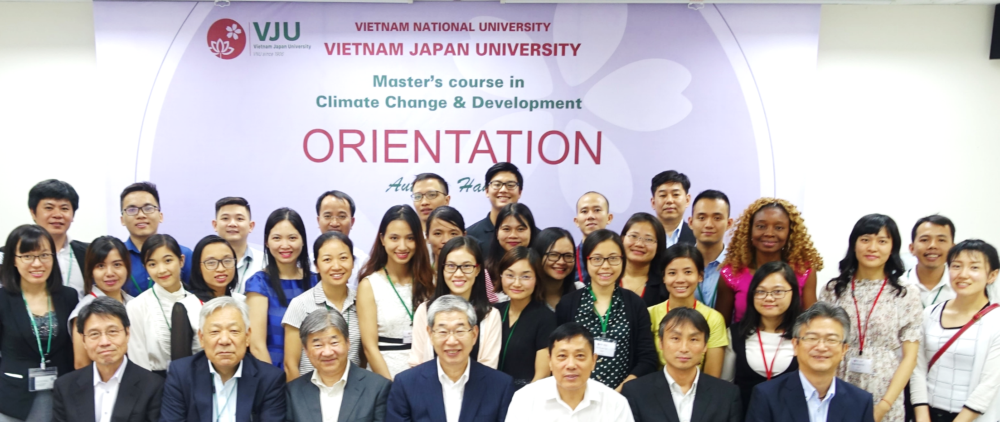 VJU
Vietnam Japan University
VNU since 1906
VIETNAM NATIONAL UNIVERSITY
VIETNAM JAPAN UNIVERSITY
Master's course in
Climate Change & Development
ORIENTATION